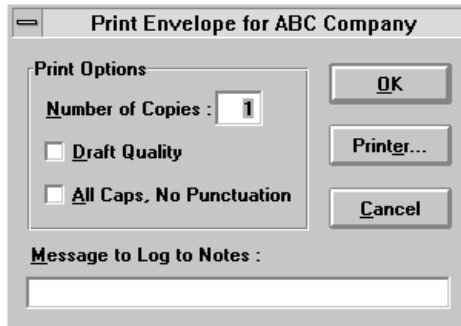 Print Envelope for ABC Company
Print Options
Number of Copies : 1
Draft Quality
All Caps, No Punctuation
OK
Printer...
Cancel
Message to Log to Notes :